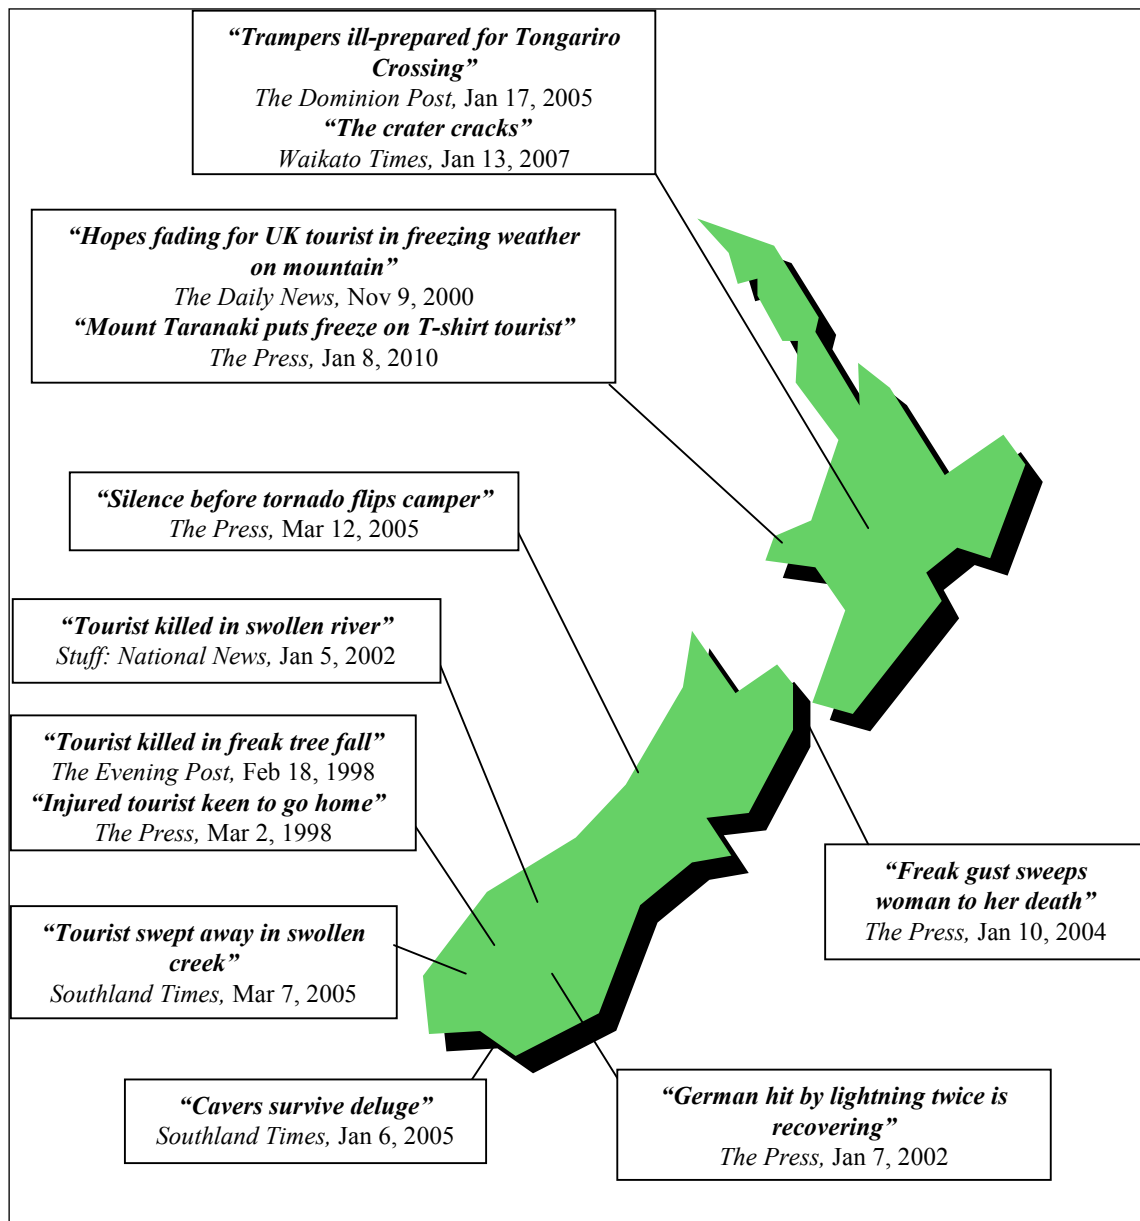 “Trampers ill-prepared for Tongariro
Crossing”
The Dominion Post, Jan 17, 2005
“The crater cracks”
Waikato Times, Jan 13, 2007
“Hopes fading for UK tourist in freezing weather
on mountain”
The Daily News, Nov 9, 2000
“Mount Taranaki puts freeze on T-shirt tourist”
The Press, Jan 8, 2010
“Silence before tornado flips camper”
The Press, Mar 12, 2005
“Tourist killed in swollen river”
Stuff: National News, Jan 5, 2002
“Tourist killed in freak tree fall”
The Evening Post, Feb 18, 1998
“Injured tourist keen to go home”
The Press, Mar 2, 1998
“Freak gust sweeps
woman to her death”
The Press, Jan 10, 2004
“Tourist swept away in swollen
creek”
Southland Times, Mar 7, 2005
“Cavers survive deluge”
Southland Times, Jan 6, 2005
“German hit by lightning twice is
recovering”
The Press, Jan 7, 2002